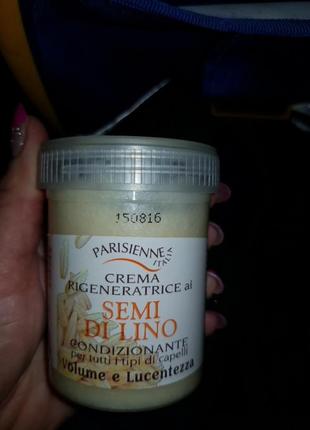 150816
PARISIENNE
ITALIA
CREMA
RIGENERATRICE ai
SEMI
DI LINO
CONDIZIONANTE
per tutti i tipi di capelli
Volume e Lucentezza